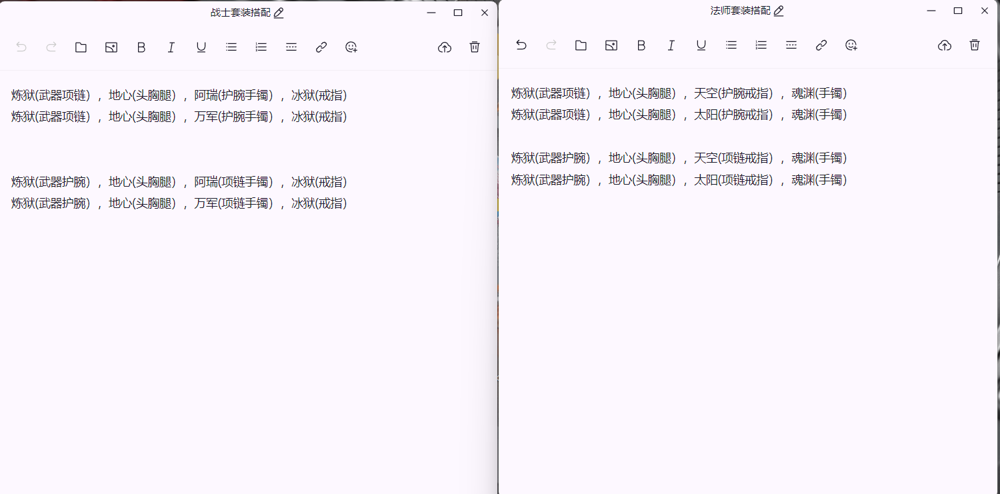 战士套装搭配
炼狱(武器项链) ，地心(头胸腿) ，阿瑞(护腕手镯) ，冰狱(戒指)
炼狱(武器项链) ，地心(头胸腿) ，万军(护腕手镯) ，冰狱(戒指)
炼狱(武器护腕) ，地心(头胸腿) ，阿瑞(项链手镯) ，冰狱(戒指)
炼狱(武器护腕) ，地心(头胸腿) ，万军(项链手镯) ，冰狱(戒指)
法师套装搭配
炼狱(武器项链) ，地心(头胸腿) ，天空(护腕戒指) ，魂渊(手镯)
炼狱(武器项链) ，地心(头胸腿) ，太阳(护腕戒指) ，魂渊(手镯)
炼狱(武器护腕) ，地心(头胸腿) ，天空(项链戒指) ，魂渊(手镯)
炼狱(武器护腕) ，地心(头胸腿) ，太阳(项链戒指) ，魂渊(手镯)